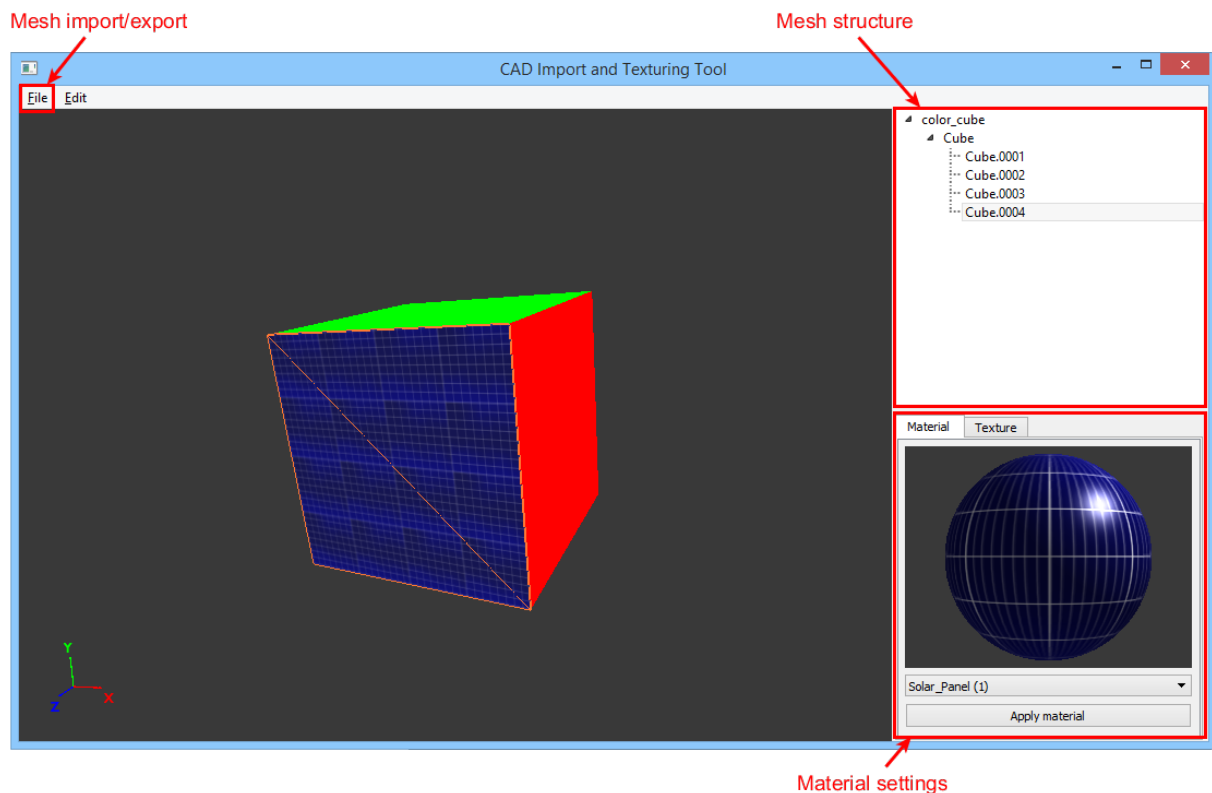 Mesh import/export
Mesh structure
CAD Import and Texturing Tool
File Edit
color_cube
Cube
Cube.0001
Cube.0002
Cube.0003
Cube.0004
Material Texture
Y
X
Z
Solar_Panel (1)
Apply material
Material settings